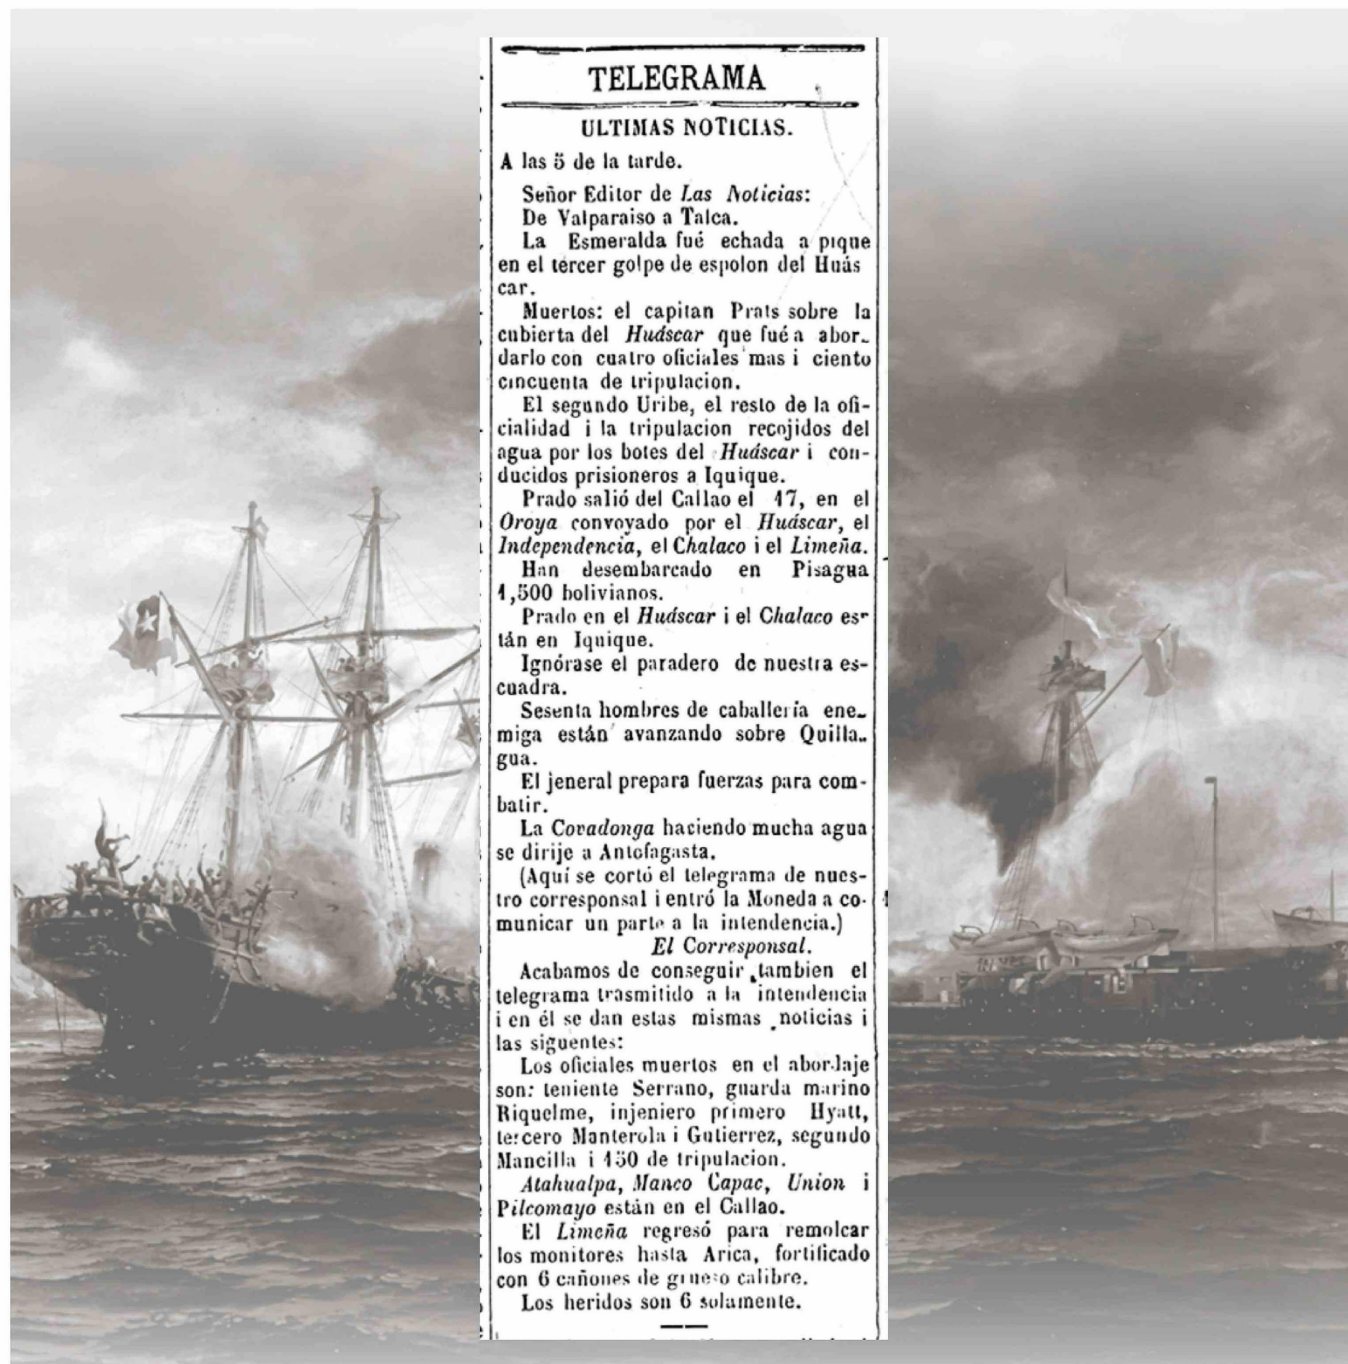 TELEGRAMA
ULTIMAS NOTICIAS.
A las 5 de la tarde.
Señor Editor de Las Noticias:
De Valparaiso a Talca.
La Esmeralda fué echada a pique
en el tercer golpe de espolon del Huás
car.
Muertos: el capitan Prats sobre la
cubierta del Huáscar que fué a abor-
darlo con cuatro oficiales mas i ciento
cincuenta de tripulacion.
El segundo Uribe, el resto de la ofi-
cialidad i la tripulacion recojidos del
agua por los botes del Huáscar i con-
ducidos prisioneros a Iquique.
Prado salió del Callao el 17, en el
Oroya convoyado por el Huáscar, el
Independencia, el Chalaco i el Limeña.
Han desembarcado en Pisagua
1,500 bolivianos.
Prado en el Huáscar i el Chalaco es-
tán en Iquique.
Ignórase el paradero de nuestra es-
cuadra.
Sesenta hombres de caballería ene-
miga están avanzando sobre Quilla-
gua.
El jeneral prepara fuerzas para com-
batir.
La Covadonga haciendo mucha agua
se dirije a Antofagasta.
(Aquí se cortó el telegrama de nues-
tro corresponsal i entró la Moneda a co-
municar un parte a la intendencia.)
El Corresponsal.
Acabamos de conseguir tambien el
telegrama trasmitido a la intendencia
i en él se dan estas mismas noticias i
las siguentes:
Los oficiales muertos en el abordaje
son: teniente Serrano, guarda marino
Riquelme, injeniero primero Hyatt,
tercero Manterola i Gutierrez, segundo
Mancilla i 150 de tripulacion.
Atahualpa, Manco Capac, Union i
Pilcomayo están en el Callao.
El Limeña regresó para remolcar
los monitores hasta Arica, fortificado
con 6 cañones de grueso calibre.
Los heridos son 6 solamente.